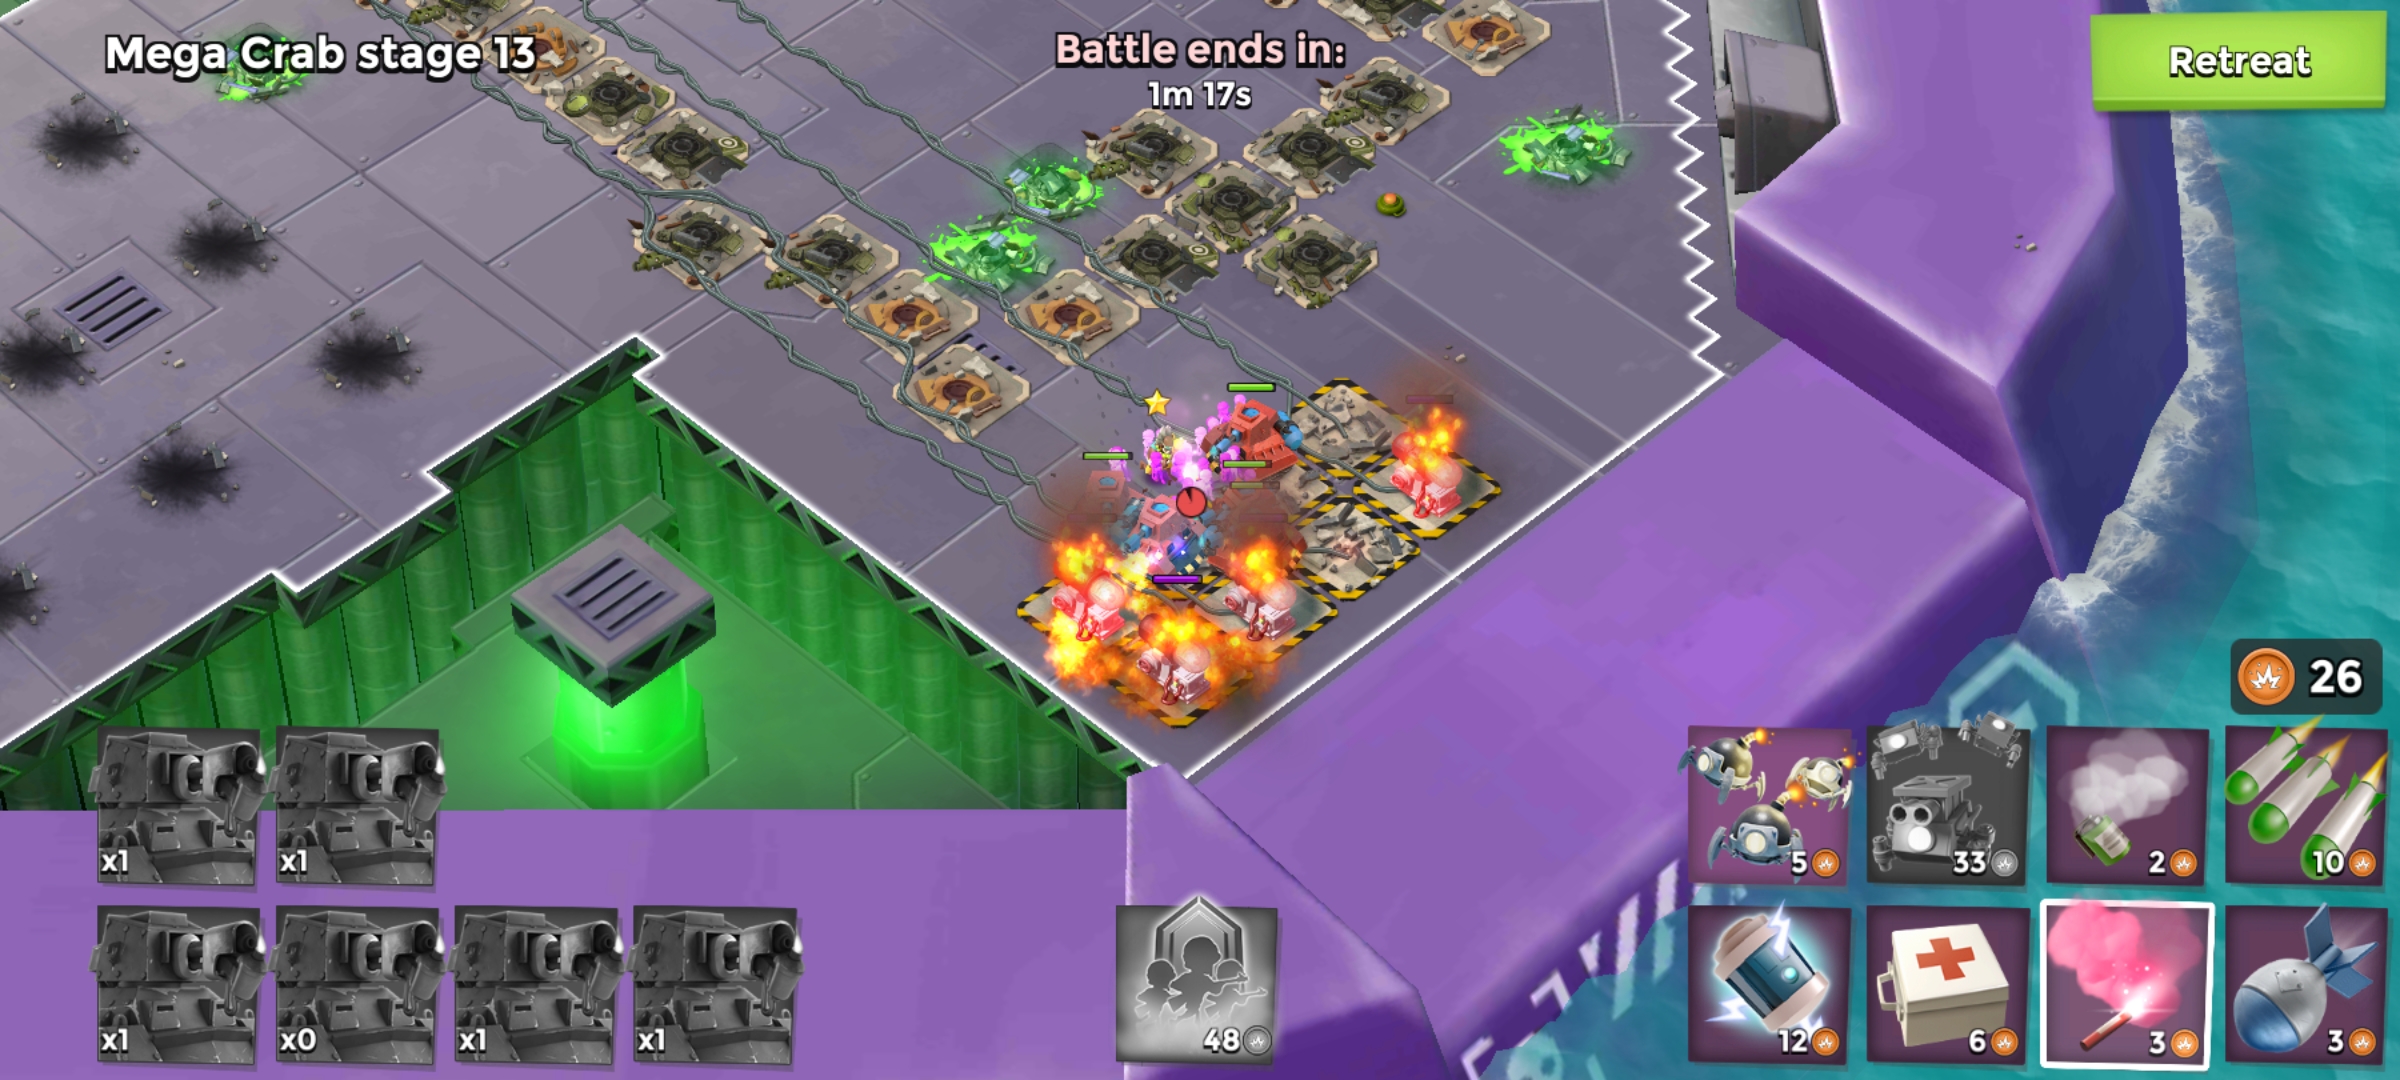 Mega Crab stage 13
Battle ends in:
1m 17s
Retreat
26
x1
x1
5
33
2
10
x1
x0
x1
x1
48
12
6
3
3